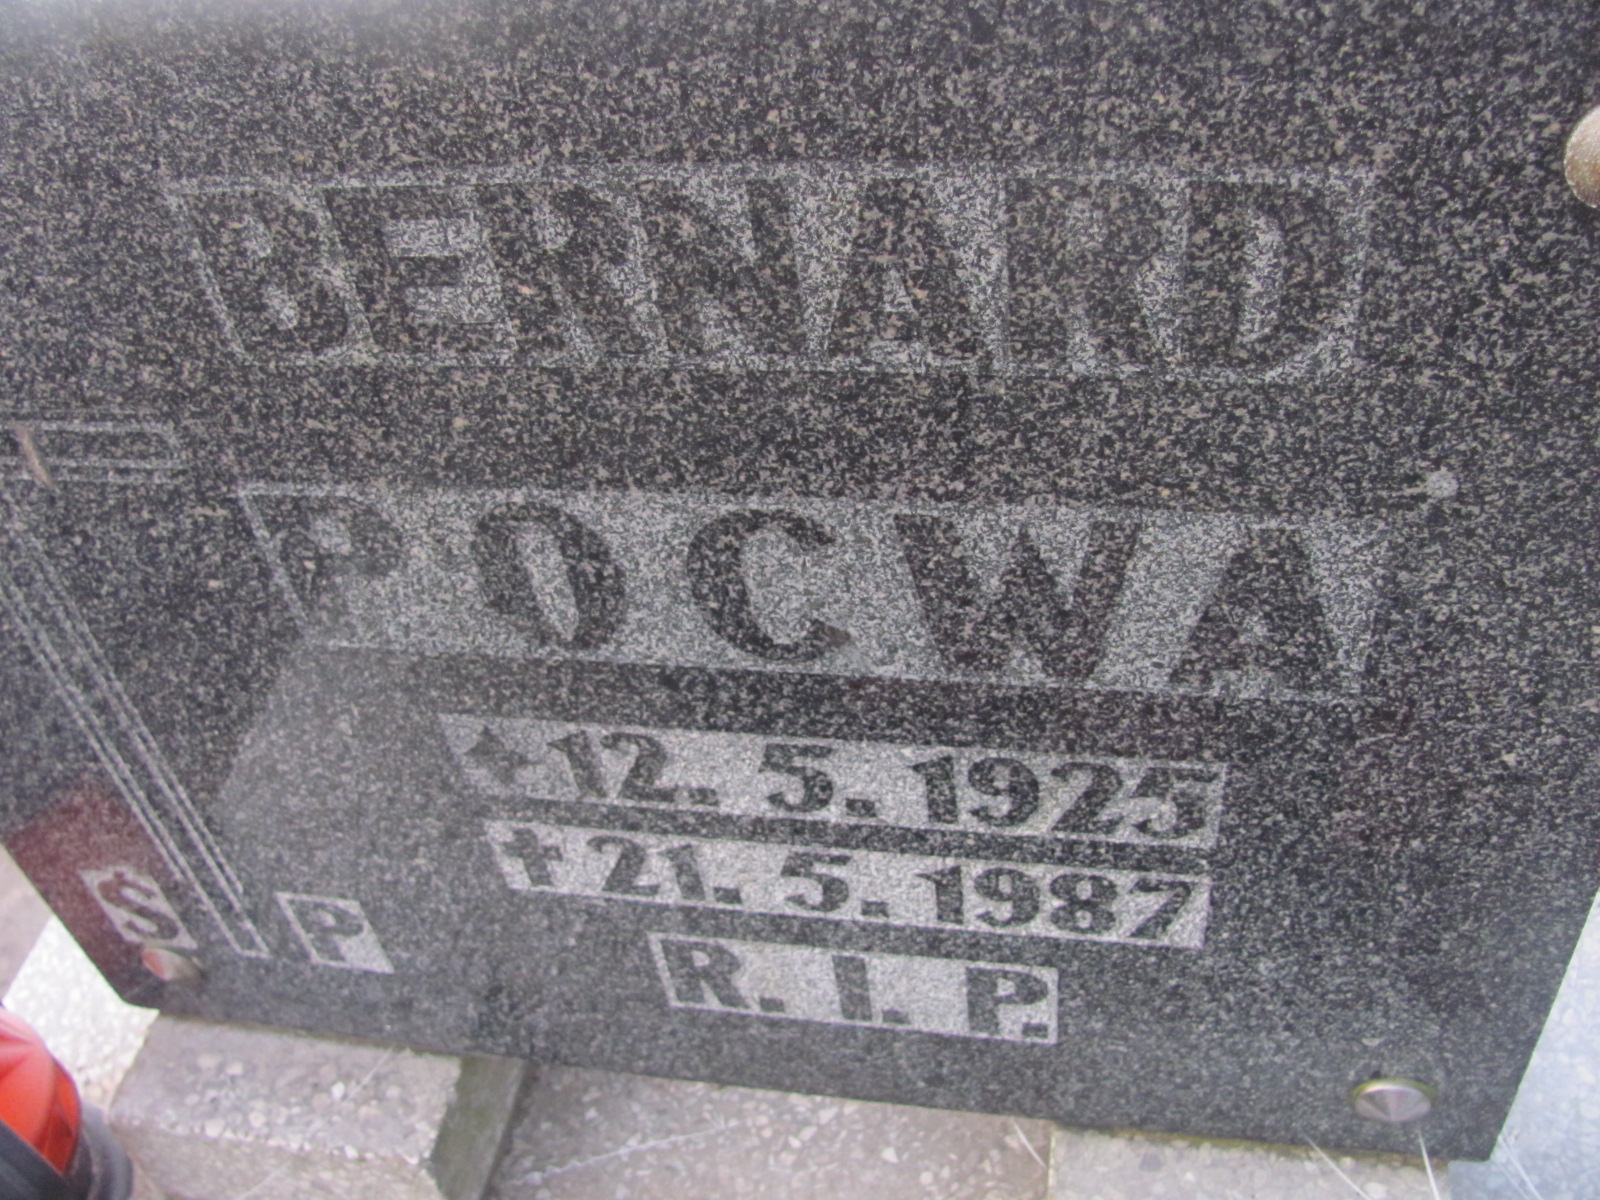 BERNARD
POCWA
✦12. 5. 1925
✝21. 5. 1987
S P
R. I. P.